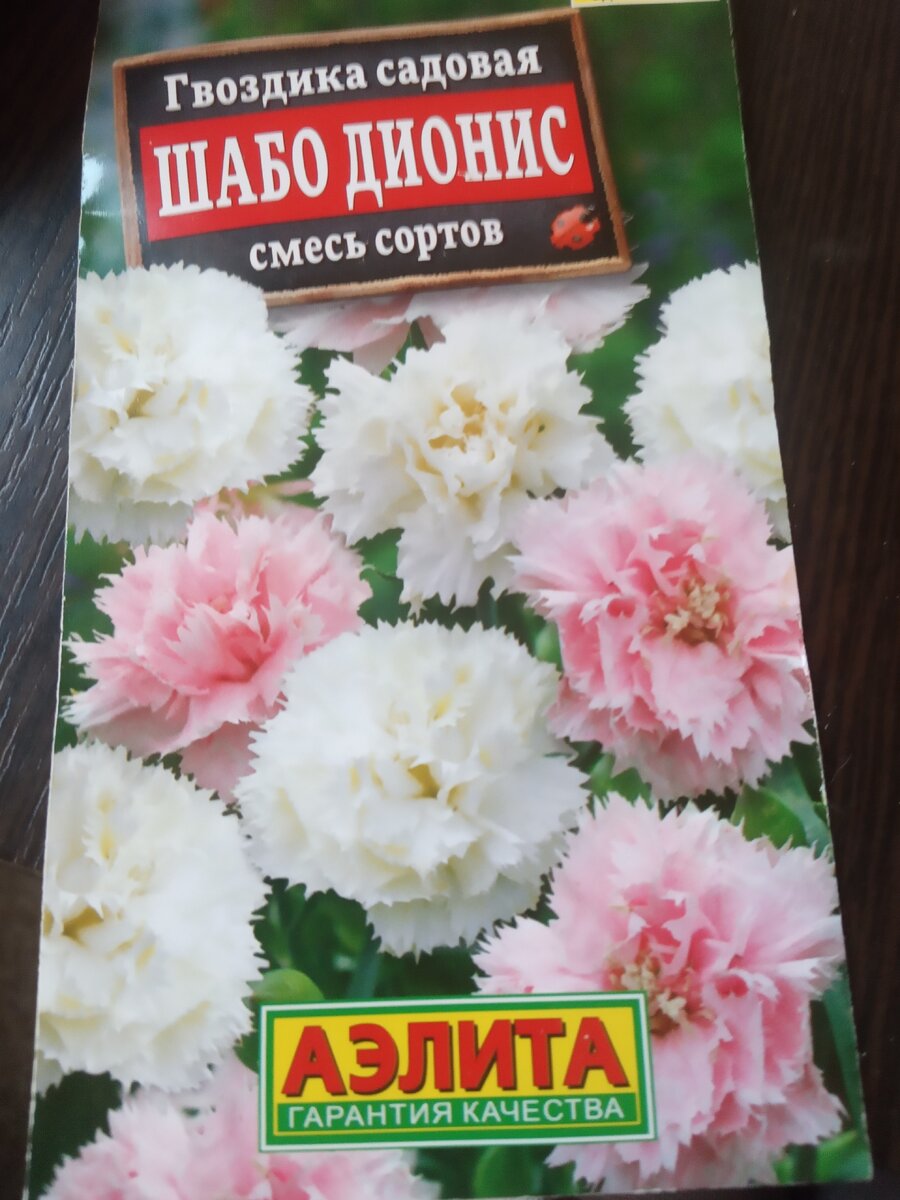 Гвоздика садовая
ШАБО ДИОНИС
смесь сортов
АЭЛИТА
ГАРАНТИЯ КАЧЕСТВА